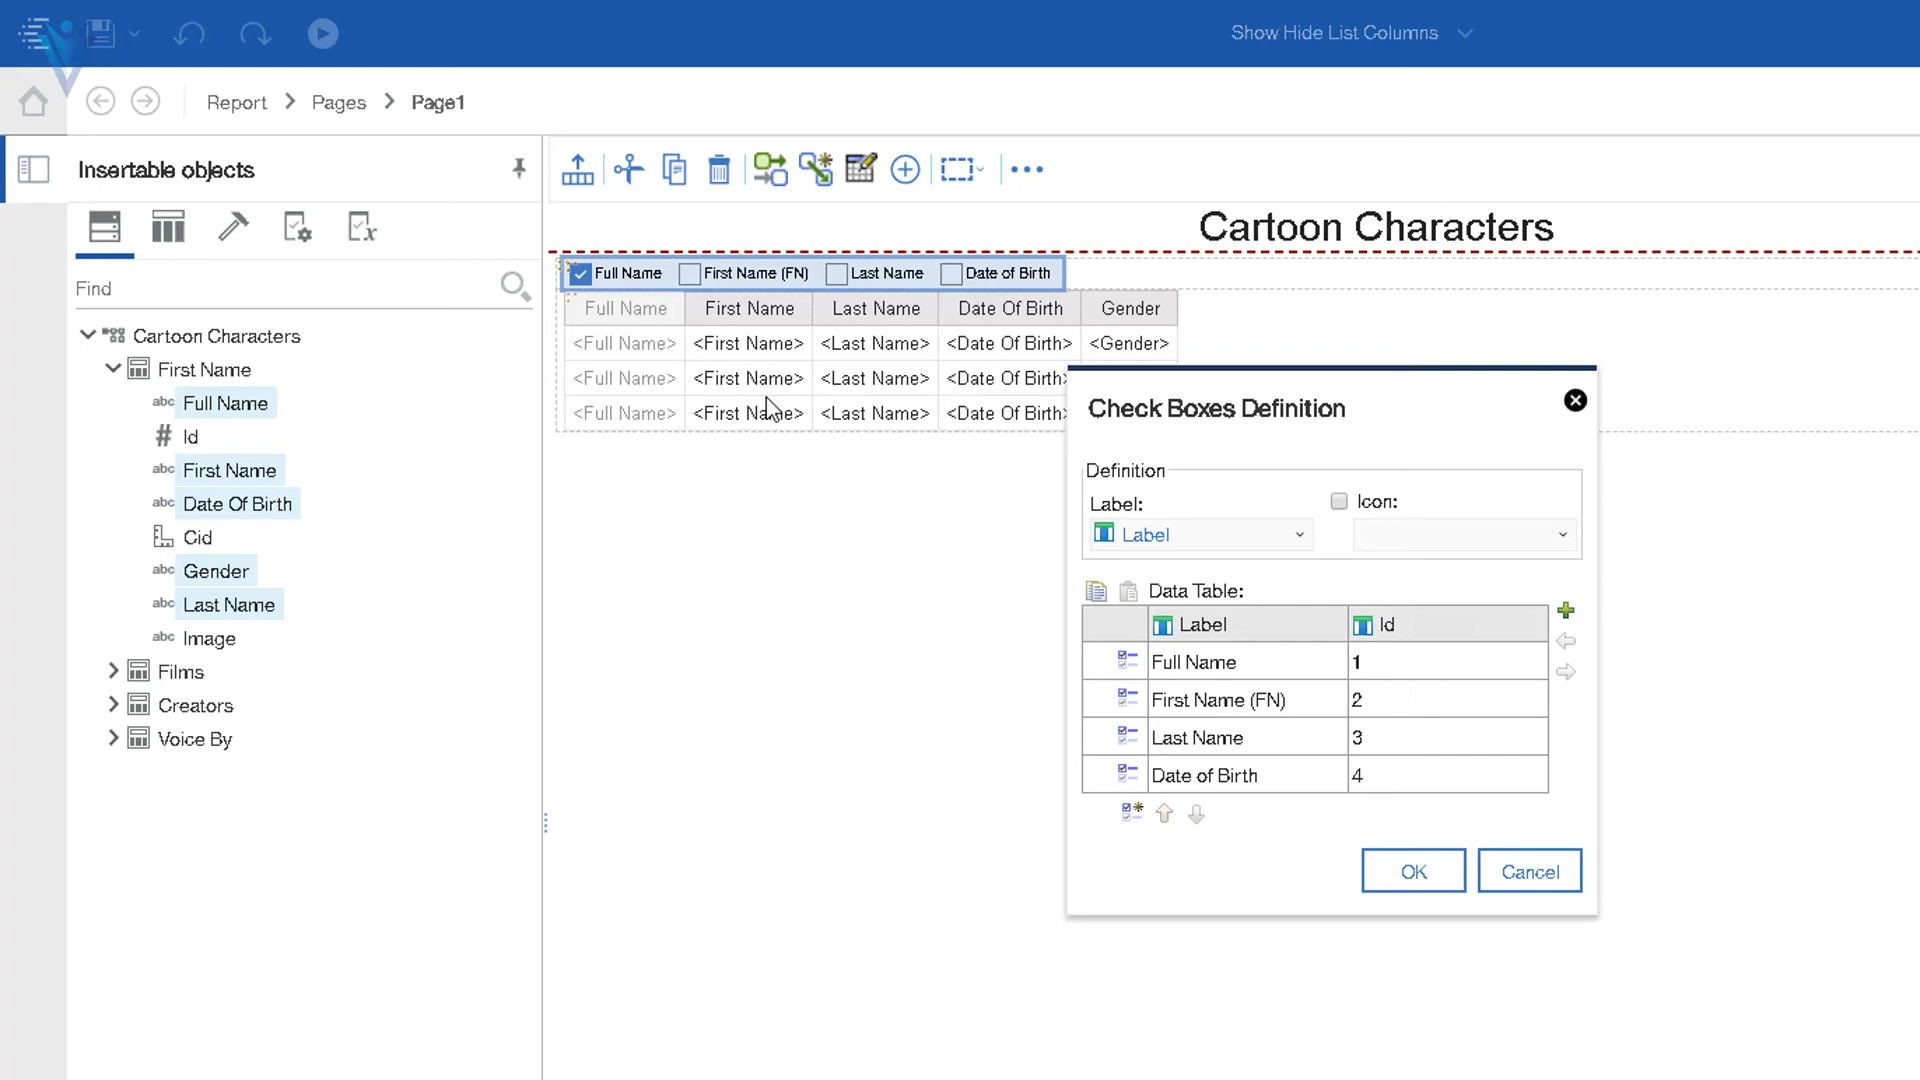 Show Hide List Columns
Report > Pages > Page1
Insertable objects
Find
Cartoon Characters
First Name
abc Full Name
# Id
abc First Name
abc Date Of Birth
Cid
abc Gender
abc Last Name
abc Image
Films
Creators
Voice By
Cartoon Characters
Full Name First Name (FN) Last Name Date of Birth
Full Name First Name Last Name Date Of Birth Gender
<Full Name> <First Name> <Last Name> <Date Of Birth> <Gender>
<Full Name> <First Name> <Last Name> <Date Of Birth>
<Full Name> <First Name> <Last Name> <Date Of Birth>
Check Boxes Definition
Definition
Label: Icon:
Label
Data Table:
Label Id
Full Name 1
First Name (FN) 2
Last Name 3
Date of Birth 4
OK Cancel